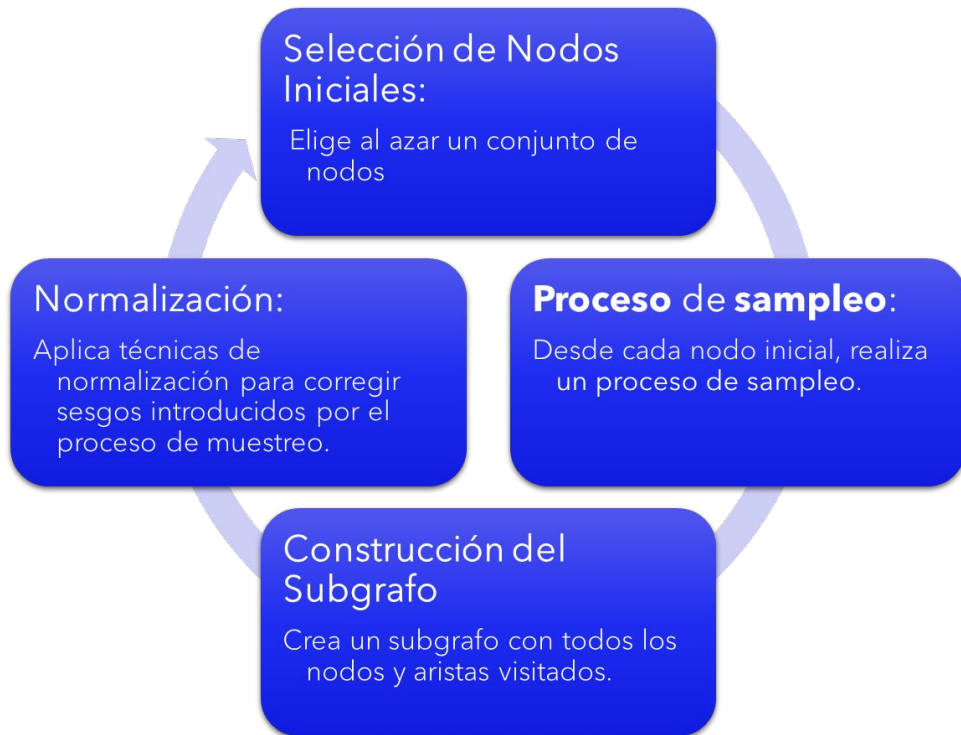 Selección de Nodos
Iniciales:
Elige al azar un conjunto de
nodos
Proceso de sampleo:
Desde cada nodo inicial, realiza
un proceso de sampleo.
Construcción del
Subgrafo
Crea un subgrafo con todos los
nodos y aristas visitados.
Normalización:
Aplica técnicas de
normalización para corregir
sesgos introducidos por el
proceso de muestreo.